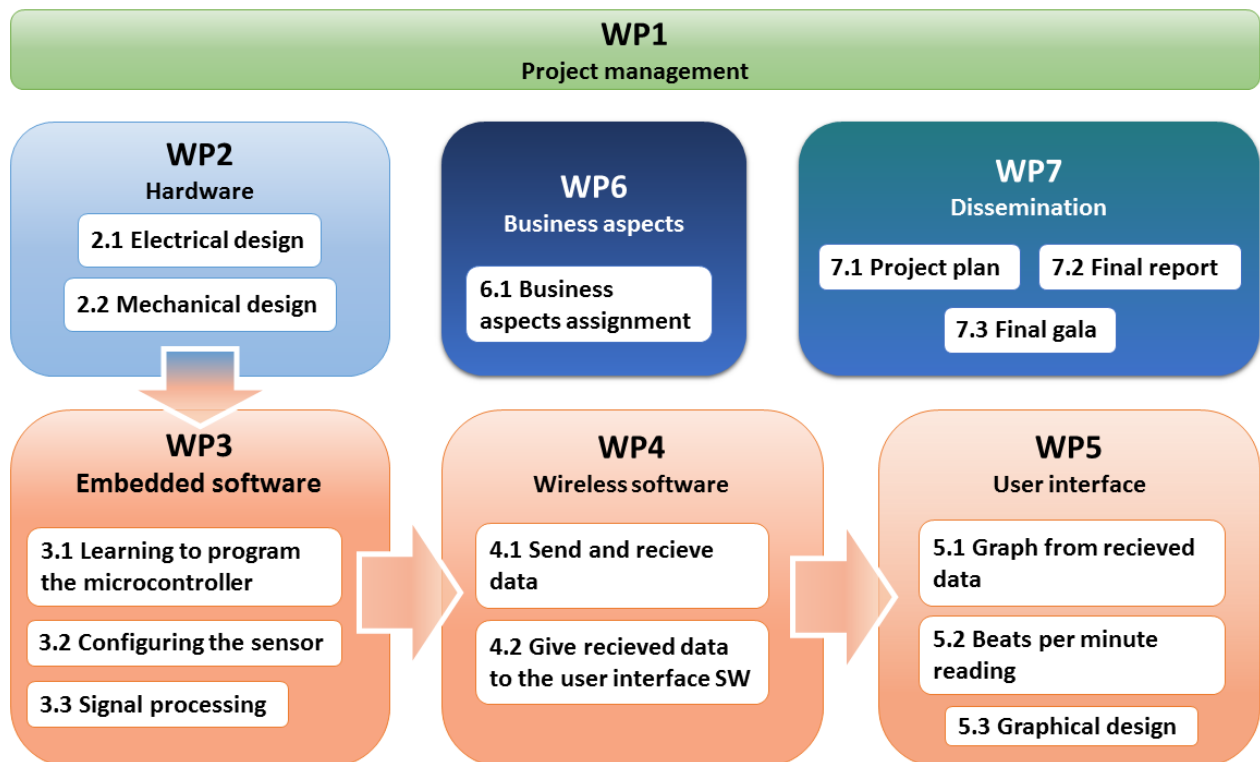 WP1
Project management
WP2
Hardware
2.1 Electrical design
2.2 Mechanical design
WP6
Business aspects
6.1 Business
aspects assignment
WP7
Dissemination
7.1 Project plan
7.2 Final report
7.3 Final gala
WP3
Embedded software
3.1 Learning to program
the microcontroller
3.2 Configuring the sensor
3.3 Signal processing
WP4
Wireless software
4.1 Send and recieve
data
4.2 Give recieved data
to the user interface SW
WP5
User interface
5.1 Graph from recieved
data
5.2 Beats per minute
reading
5.3 Graphical design